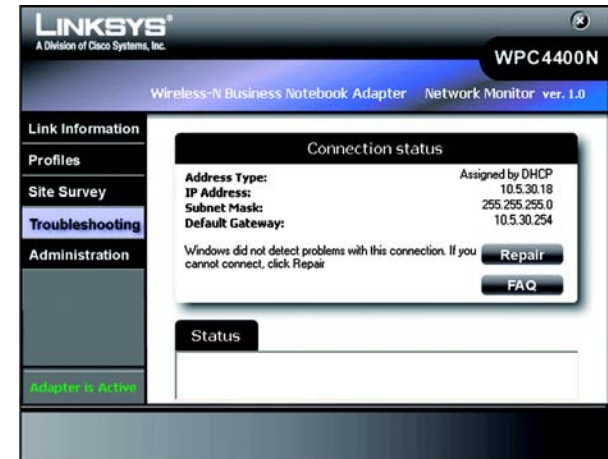 LINKSYS®
A Division of Cisco Systems, Inc.
WPC4400N
Wireless-N Business Notebook Adapter Network Monitor ver. 1.0
Link Information
Profiles
Site Survey
Troubleshooting
Administration
Adapter is Active
Connection status
Address Type: Assigned by DHCP
IP Address: 10.5.30.18
Subnet Mask: 255.255.255.0
Default Gateway: 10.5.30.254
Windows did not detect problems with this connection. If you
cannot connect, click Repair
Repair
FAQ
Status